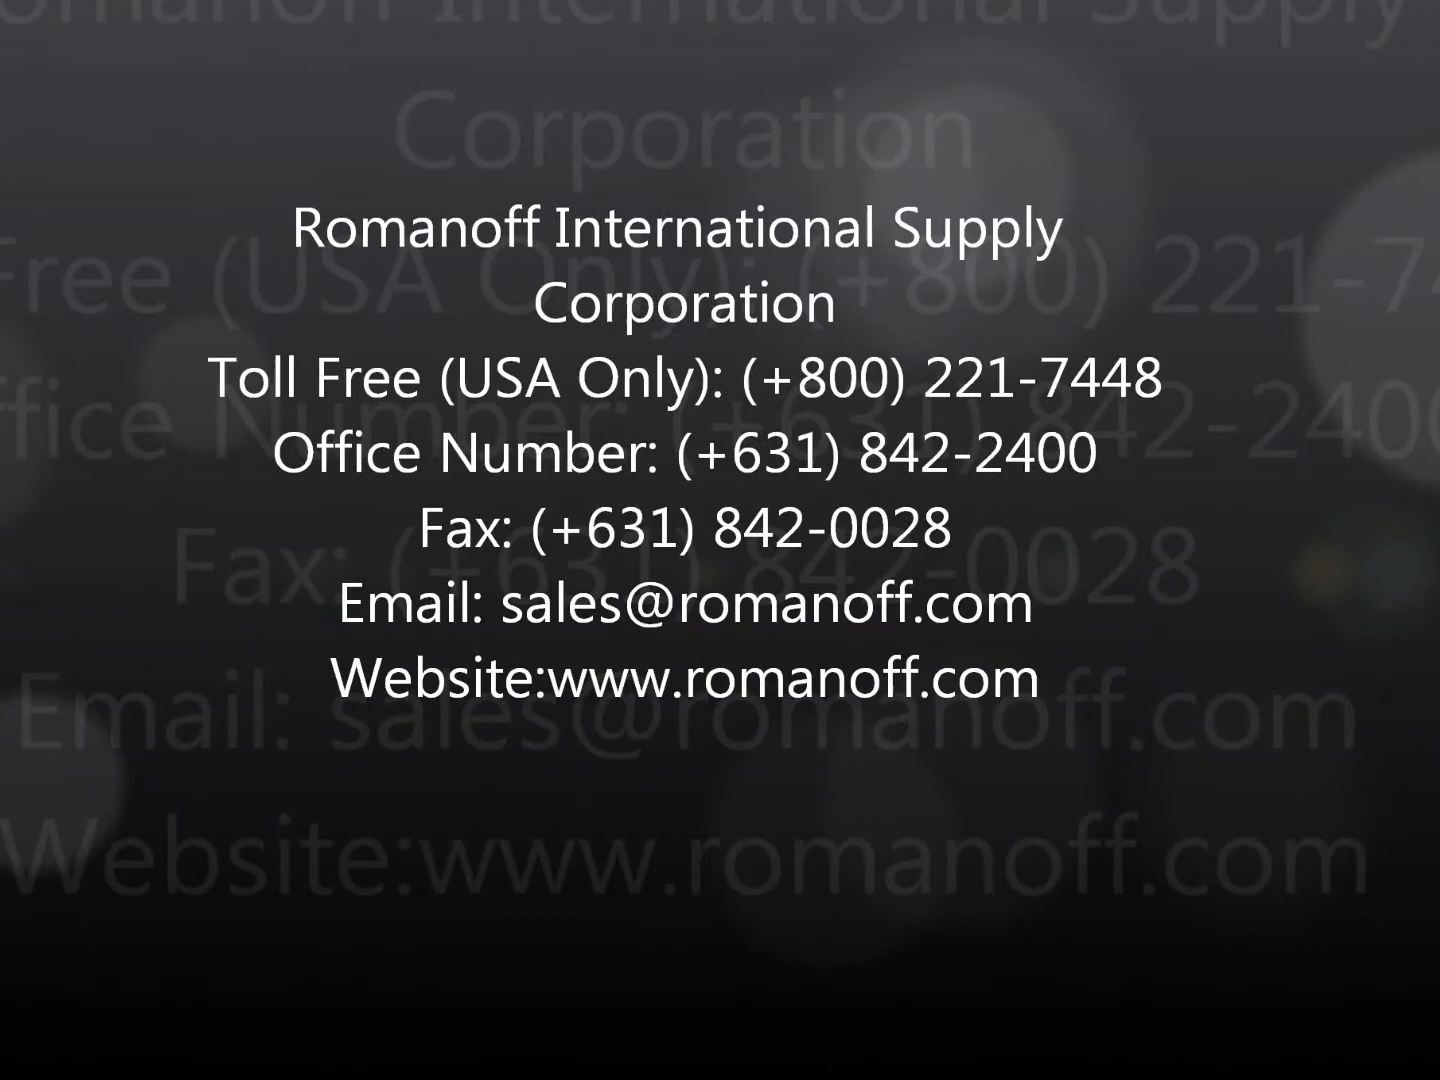 Romanoff International Supply
Corporation
Toll Free (USA Only): (+800) 221-7448
Office Number: (+631) 842-2400
Fax: (+631) 842-0028
Email: sales@romanoff.com
Website:www.romanoff.com